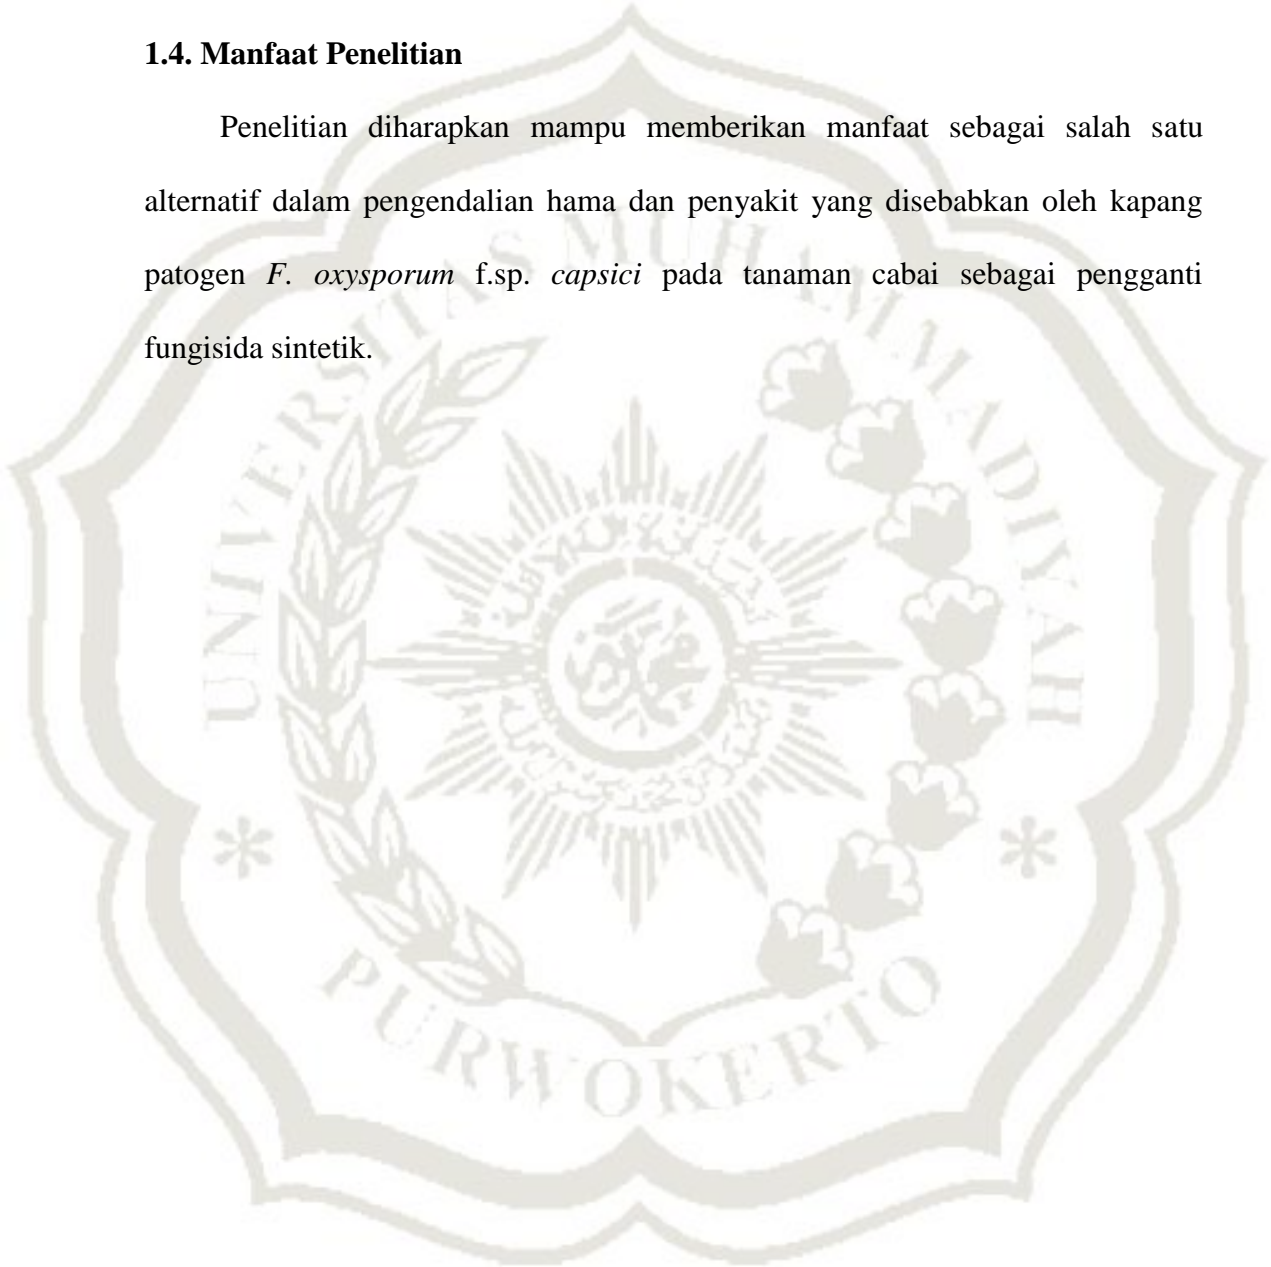 1.4. Manfaat Penelitian
Penelitian diharapkan mampu memberikan manfaat sebagai salah satu
alternatif dalam pengendalian hama dan penyakit yang disebabkan oleh kapang
patogen F. oxysporum f.sp. capsici pada tanaman cabai sebagai pengganti
fungisida sintetik.
UNIVERSITAS MUHAMMADIYAH
PURWOKERTO